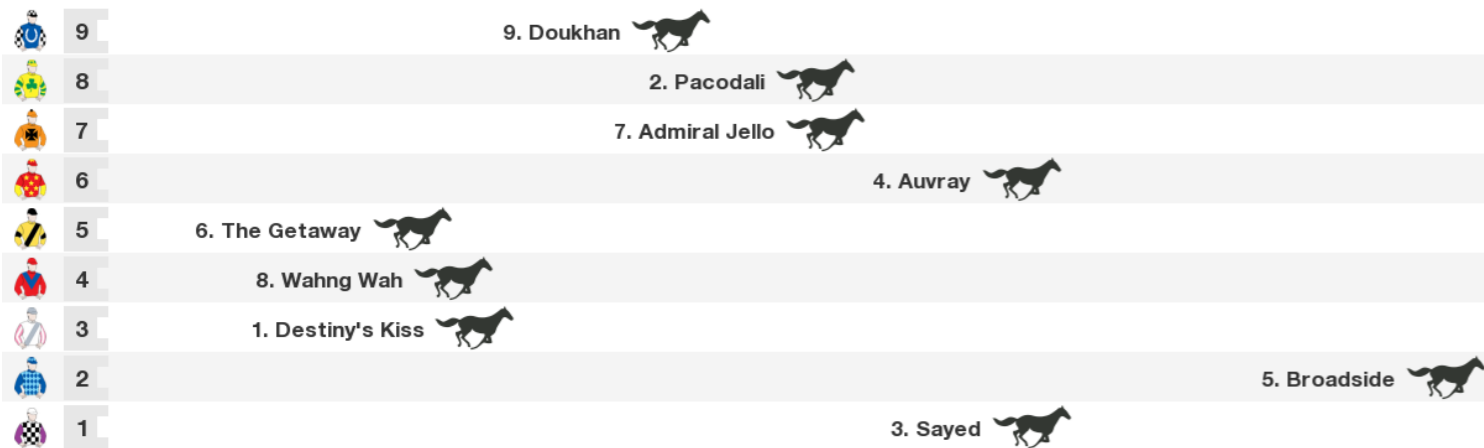 9 9. Doukhan
8 2. Pacodali
7 7. Admiral Jello
6 4. Auvray
5 6. The Getaway
4 8. Wahng Wah
3 1. Destiny's Kiss
2 5. Broadside
1 3. Sayed